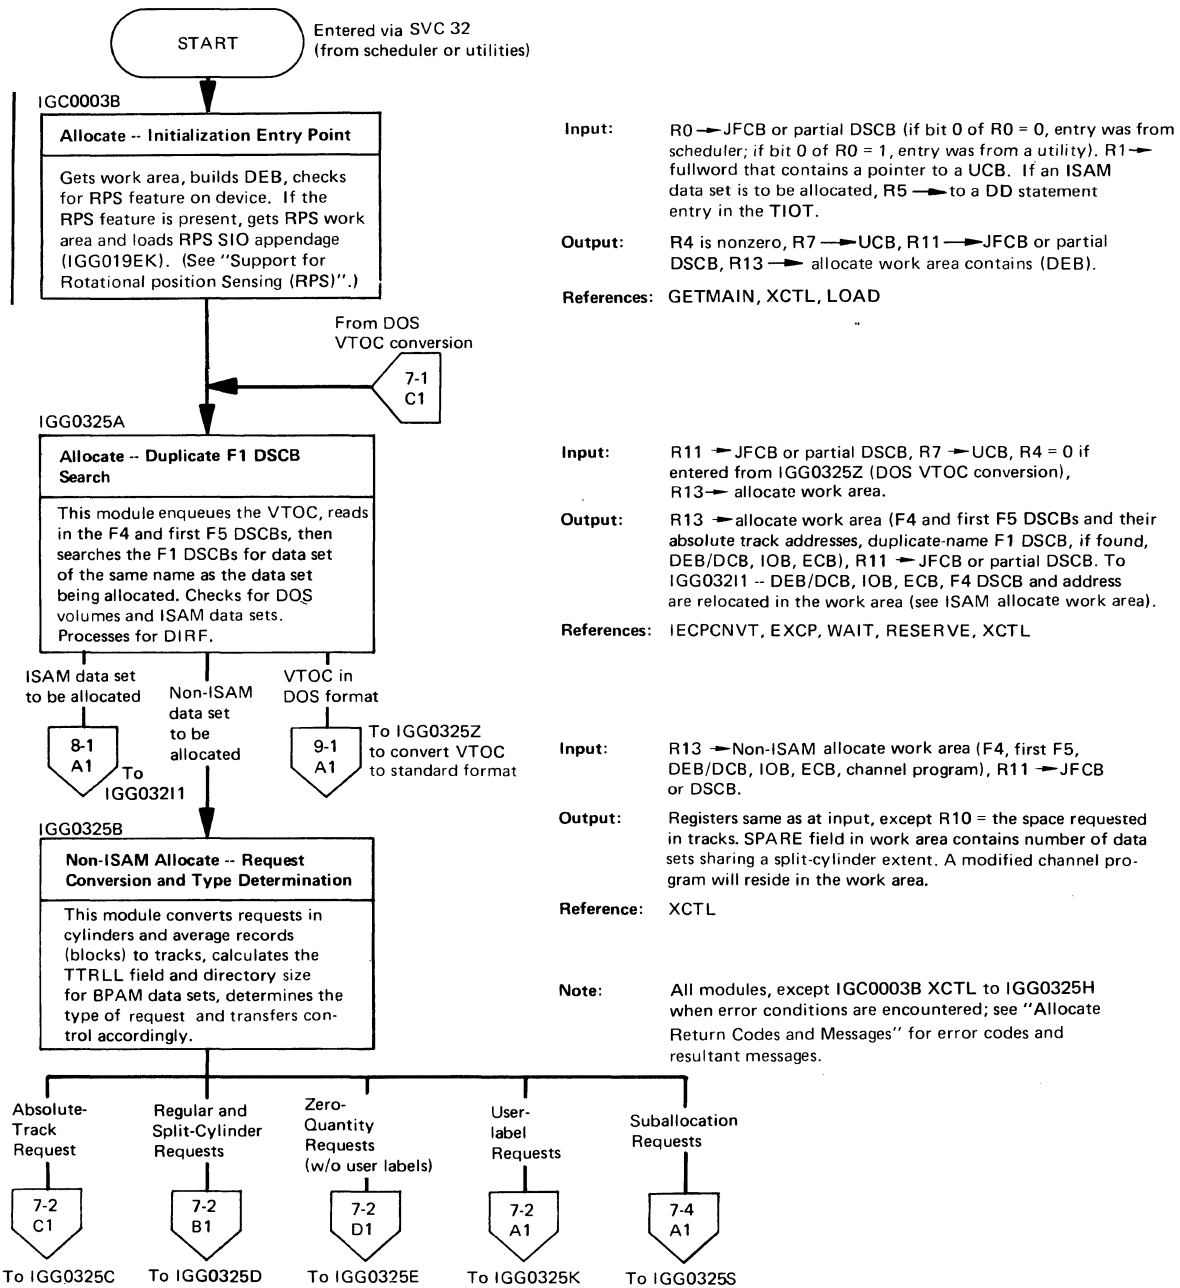 START
Entered via SVC 32
(from scheduler or utilities)
IGC0003B
Allocate -- Initialization Entry Point
Gets work area, builds DEB, checks
for RPS feature on device. If the
RPS feature is present, gets RPS work
area and loads RPS SIO appendage
(IGG019EK). (See "Support for
Rotational position Sensing (RPS)".)
Input: R0 → JFCB or partial DSCB (if bit 0 of R0 = 0, entry was from
scheduler; if bit 0 of R0 = 1, entry was from a utility). R1 →
fullword that contains a pointer to a UCB. If an ISAM
data set is to be allocated, R5 → to a DD statement
entry in the TIOT.
Output: R4 is nonzero, R7 → UCB, R11 → JFCB or partial
DSCB, R13 → allocate work area contains (DEB).
References: GETMAIN, XCTL, LOAD
From DOS
VTOC conversion
7-1
C1
IGG0325A
Allocate -- Duplicate F1 DSCB
Search
This module enqueues the VTOC, reads
in the F4 and first F5 DSCBs, then
searches the F1 DSCBs for data set
of the same name as the data set
being allocated. Checks for DOS
volumes and ISAM data sets.
Processes for DIRF.
Input: R11 → JFCB or partial DSCB, R7 → UCB, R4 = 0 if
entered from IGG0325Z (DOS VTOC conversion),
R13 → allocate work area.
Output: R13 → allocate work area (F4 and first F5 DSCBs and their
absolute track addresses, duplicate-name F1 DSCB, if found,
DEB/DCB, IOB, ECB), R11 → JFCB or partial DSCB. To
IGG032I1 -- DEB/DCB, IOB, ECB, F4 DSCB and address
are relocated in the work area (see ISAM allocate work area).
References: IECPCNVT, EXCP, WAIT, RESERVE, XCTL
ISAM data set
to be allocated
8-1
A1
To
IGG032I1
Non-ISAM
data set
to be
allocated
VTOC in
DOS format
9-1
A1
To IGG0325Z
to convert VTOC
to standard format
IGG0325B
Non-ISAM Allocate -- Request
Conversion and Type Determination
This module converts requests in
cylinders and average records
(blocks) to tracks, calculates the
TTRLL field and directory size
for BPAM data sets, determines the
type of request and transfers con-
trol accordingly.
Input: R13 → Non-ISAM allocate work area (F4, first F5,
DEB/DCB, IOB, ECB, channel program), R11 → JFCB
or DSCB.
Output: Registers same as at input, except R10 = the space requested
in tracks. SPARE field in work area contains number of data
sets sharing a split-cylinder extent. A modified channel pro-
gram will reside in the work area.
Reference: XCTL
Note: All modules, except IGC0003B XCTL to IGG0325H
when error conditions are encountered; see "Allocate
Return Codes and Messages" for error codes and
resultant messages.
Absolute-
Track
Request
7-2
C1
To IGG0325C
Regular and
Split-Cylinder
Requests
7-2
B1
To IGG0325D
Zero-
Quantity
Requests
(w/o user labels)
7-2
D1
To IGG0325E
User-
label
Requests
7-2
A1
To IGG0325K
Suballocation
Requests
7-4
A1
To IGG0325S